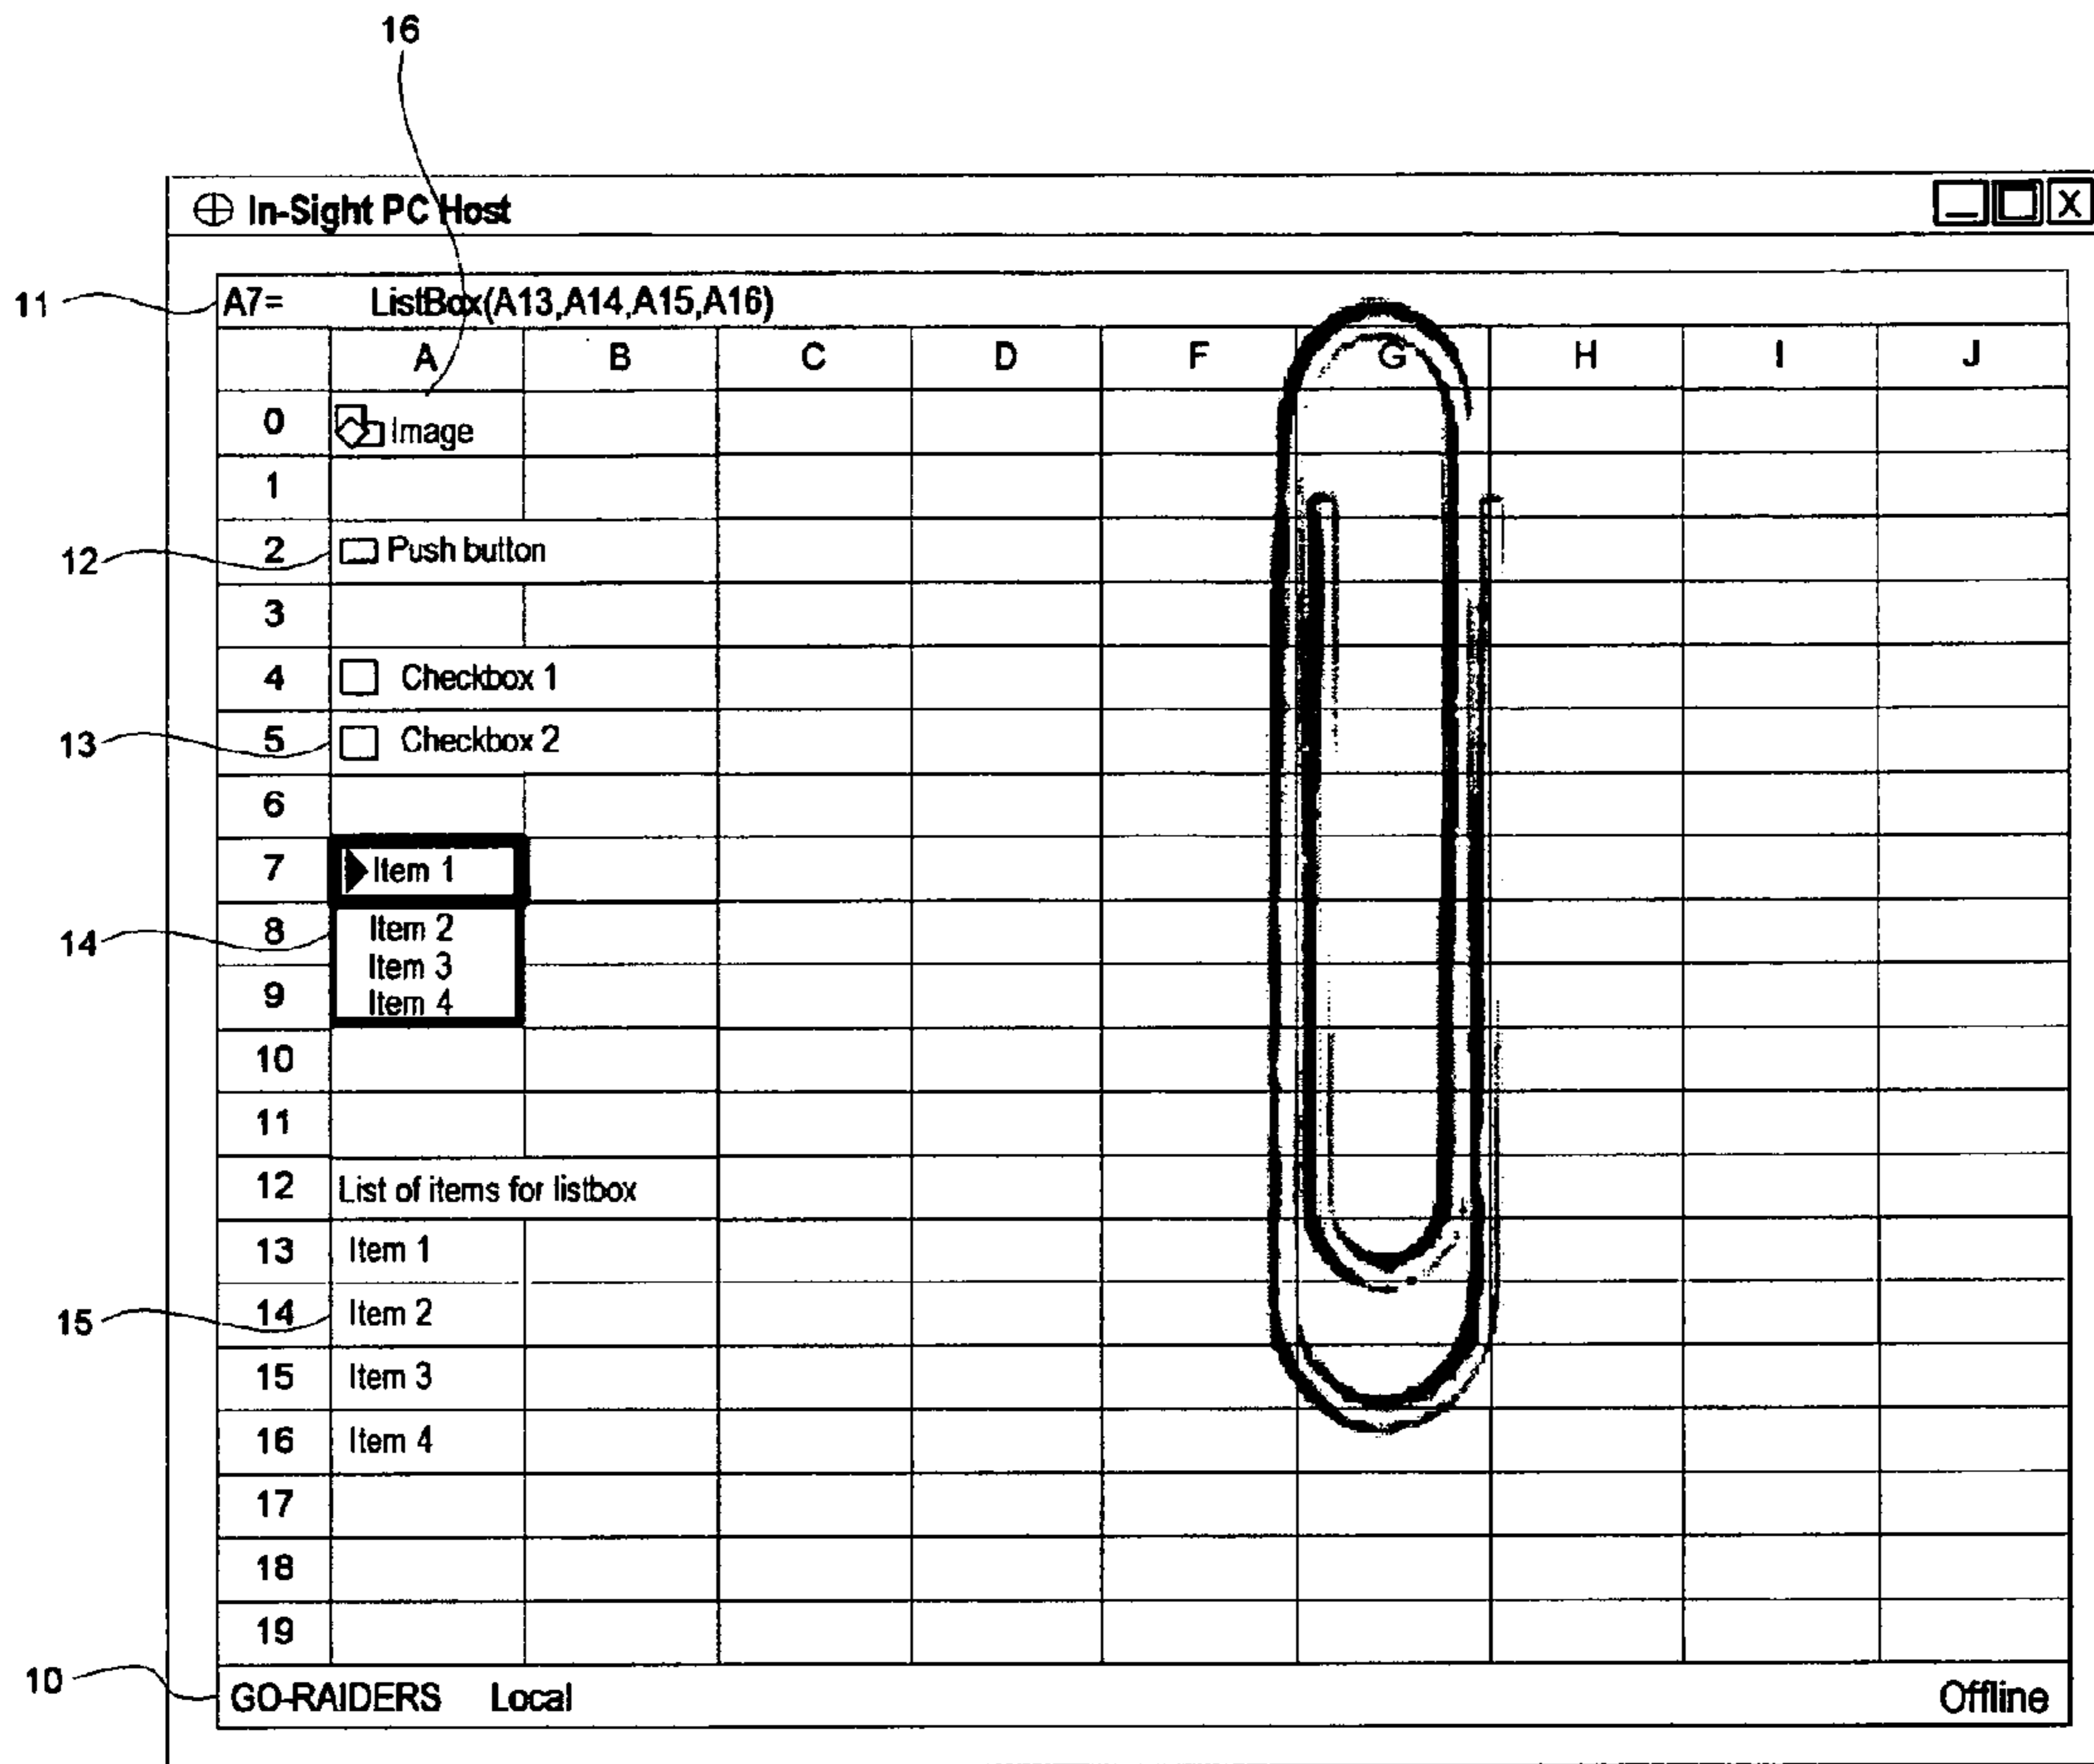 16
In-Sight PC Host
X
11
A7= ListBox(A13,A14,A15,A16)
A B C D F G H I J
0 Image
1
12 2 Push button
3
4 Checkbox 1
13 5 Checkbox 2
6
7 Item 1
14 8 Item 2
Item 3
9 Item 4
10
11
12 List of items for listbox
13 Item 1
15 14 Item 2
15 Item 3
16 Item 4
17
18
19
10 GO-RAIDERS Local Offline